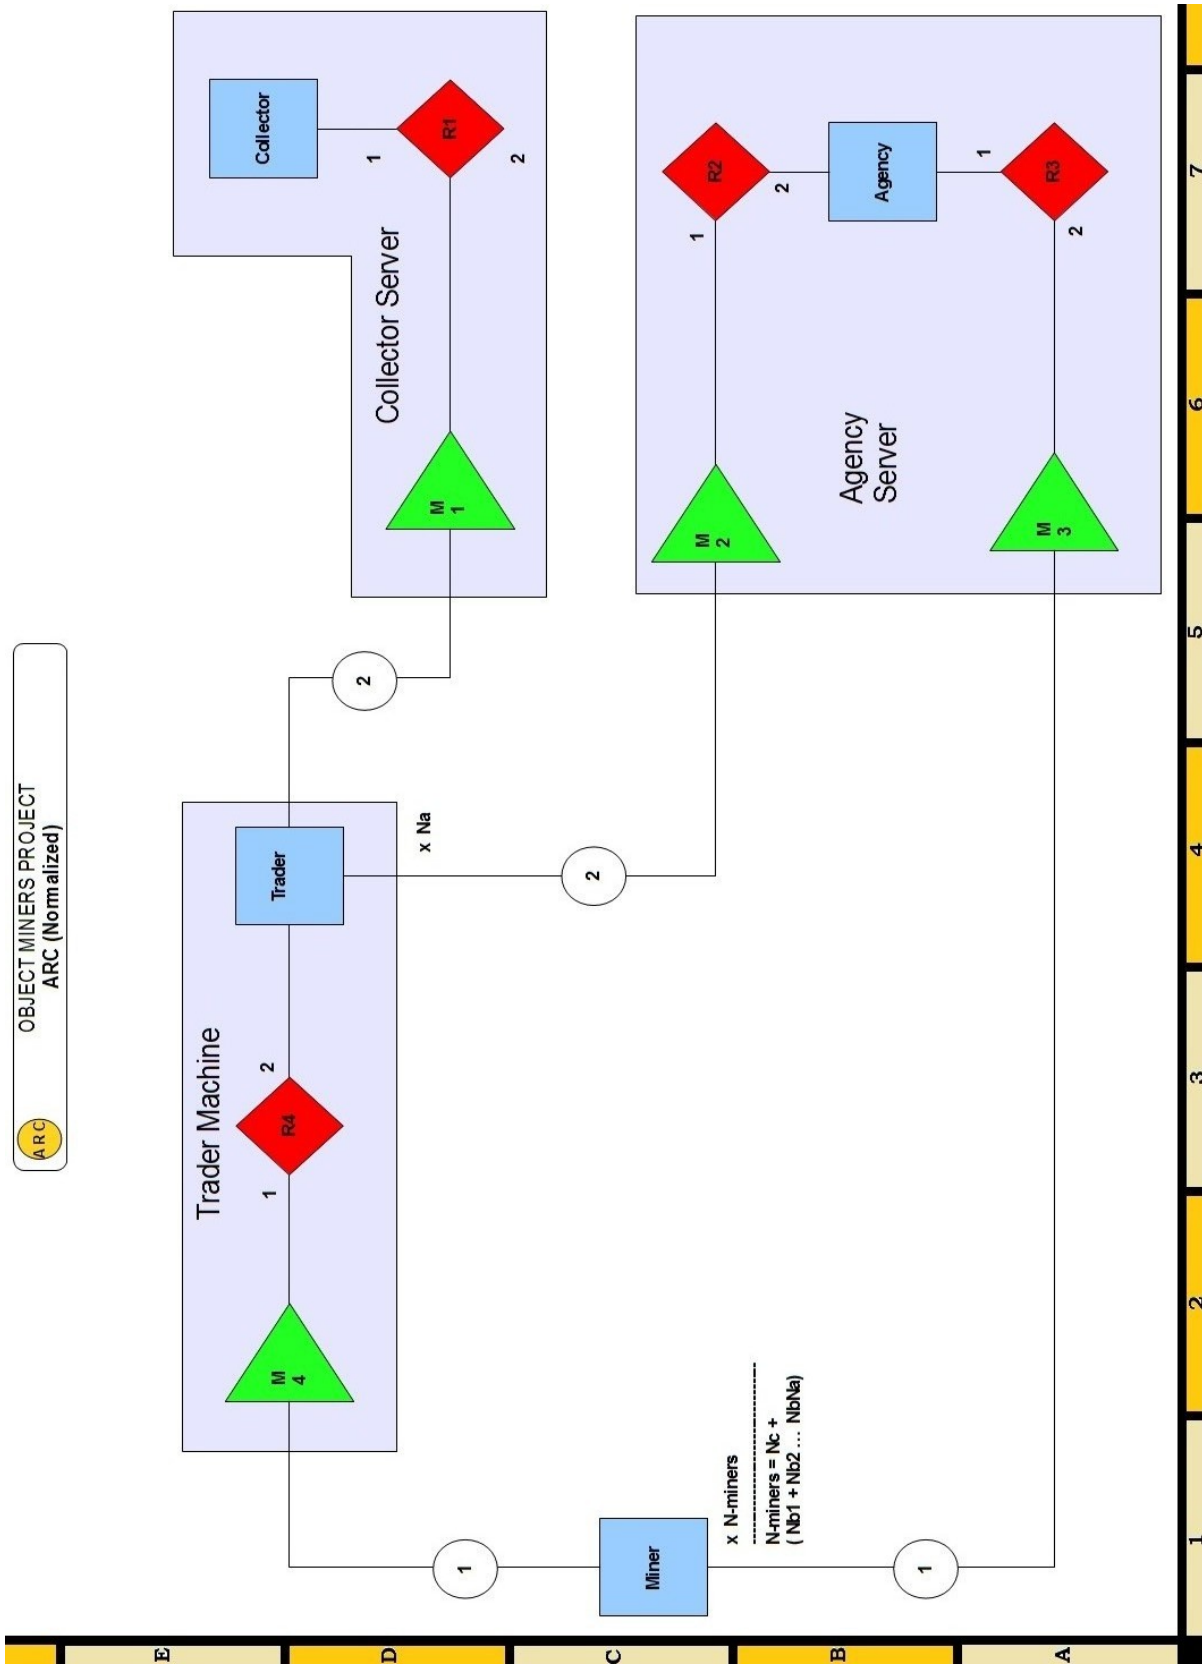 ARC
OBJECT MINERS PROJECT
ARC (Normalized)
E
D
C
B
A
1
2
3
4
5
6
7
Trader Machine
M
4
1
R4
2
Trader
x Na
2
2
Collector
1
R1
2
Collector Server
M
1
R2
1
2
Agency
1
R3
2
Agency
Server
M
2
M
3
1
Miner
x N-miners
N-miners = Nc +
( Nb1 + Nb2 ... NbNa)
1